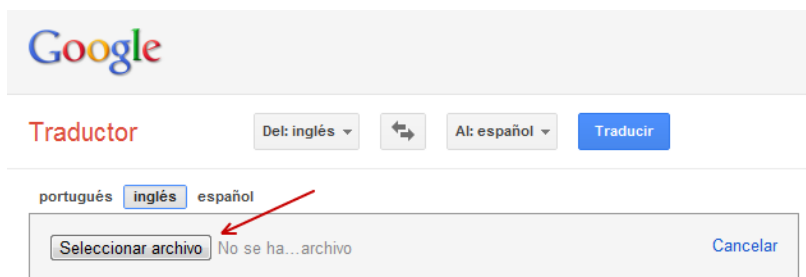 Google
Traductor Del: inglés Al: español Traducir
portugués inglés español
Seleccionar archivo No se ha...archivo Cancelar